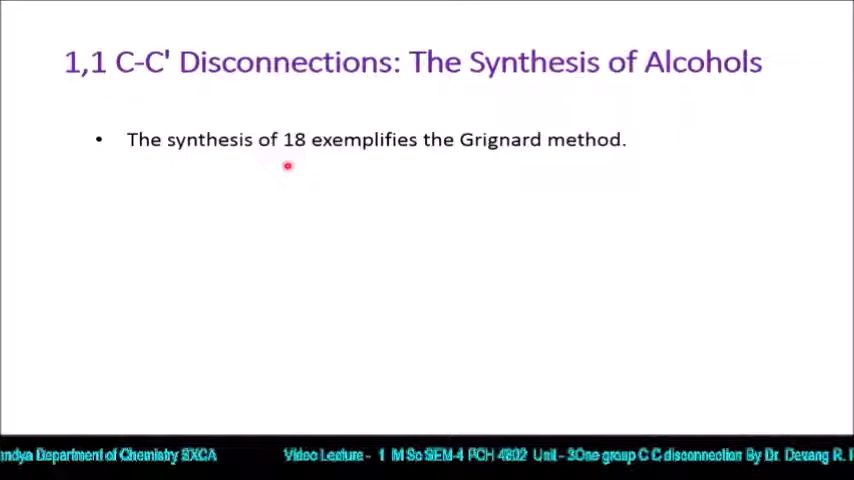 1,1 C-C' Disconnections: The Synthesis of Alcohols
• The synthesis of 18 exemplifies the Grignard method.
ndya Department of Chemistry SXCA Video Lecture - 1 M Sc SEM-4 PCH 4802 Unit - 3One group C C disconnection By Dr. Devang R.